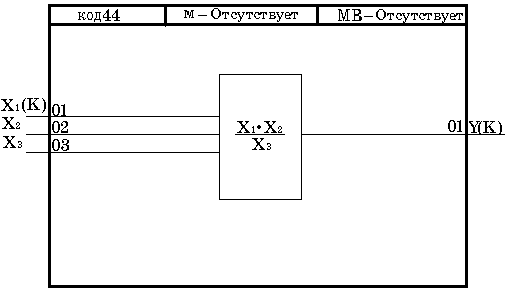 код44 м – Отсутствует МВ – Отсутствует
X₁(K) 01
X₂ 02
X₃ 03
X₁•X₂
X₃
01 Y(K)